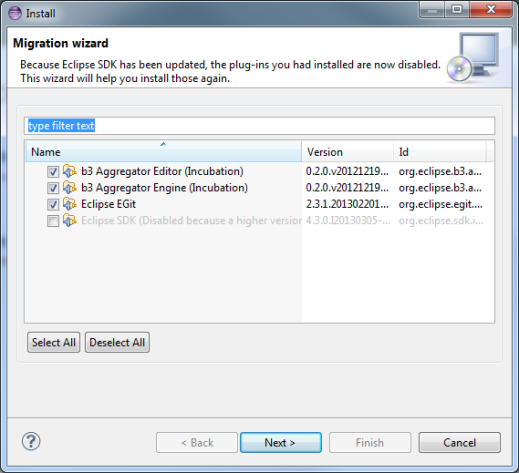 Install
Migration wizard
Because Eclipse SDK has been updated, the plug-ins you had installed are now disabled.
This wizard will help you install those again.
type filter text
Name Version Id
b3 Aggregator Editor (Incubation) 0.2.0.v20121219... org.eclipse.b3.a...
b3 Aggregator Engine (Incubation) 0.2.0.v20121219... org.eclipse.b3.a...
Eclipse EGit 2.3.1.201302201... org.eclipse.egit....
Eclipse SDK (Disabled because a higher version 4.3.0.I20130305-... org.eclipse.sdk.i...
Select All Deselect All
? < Back Next > Finish Cancel